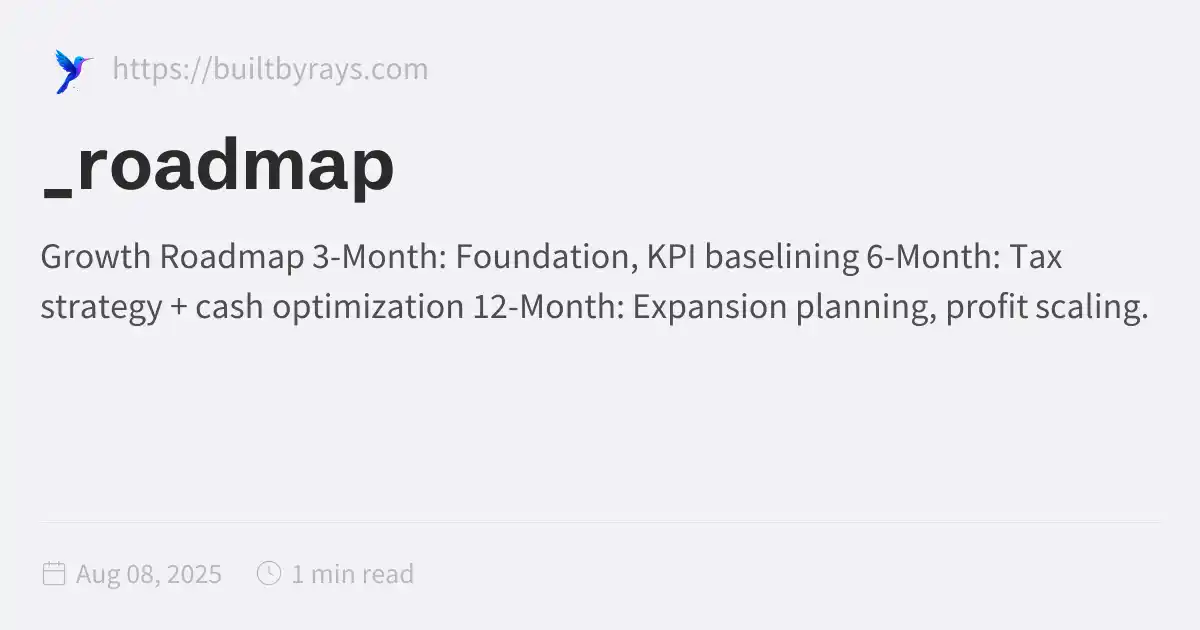 https://builtbyrays.com
_roadmap
Growth Roadmap 3-Month: Foundation, KPI baselining 6-Month: Tax
strategy + cash optimization 12-Month: Expansion planning, profit scaling.
Aug 08, 2025 1 min read